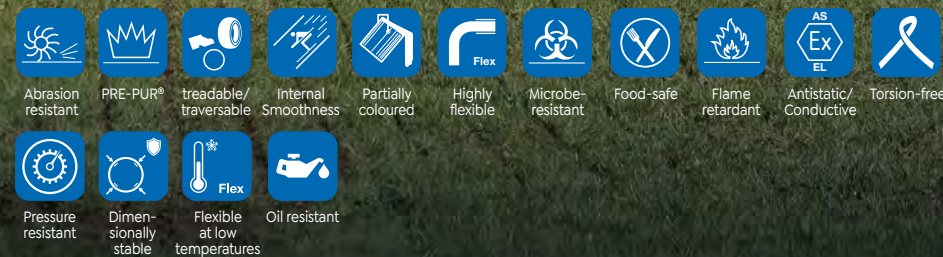 Flex
AS
Ex
EL
Abrasion
resistant
PRE-PUR®
treadable/
traversable
Internal
Smoothness
Partially
coloured
Highly
flexible
Microbe-
resistant
Food-safe
Flame
retardant
Antistatic/
Conductive
Torsion-free
Flex
Pressure
resistant
Dimen-
sionally
stable
Flexible
at low
temperatures
Oil resistant